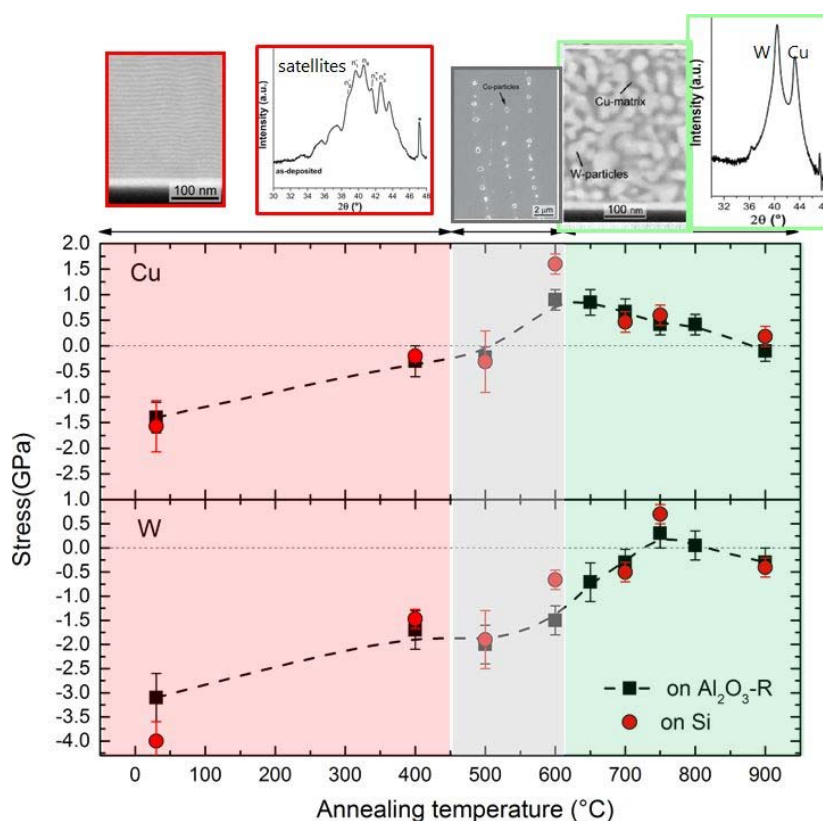 satellites
Intensity (a.u.)
as-deposited
30 32 34 36 38 40 42 44 46 48
2θ (°)
100 nm
Cu-particles
2 µm
Cu-matrix
W-particles
100 nm
W Cu
Intensity (a.u.)
30 36 40 43
2θ (°)
Cu
2.0
1.5
1.0
0.5
0.0
-0.5
-1.0
-1.5
-2.0
-2.5
Stress(GPa)
W
1.0
0.5
0.0
-0.5
-1.0
-1.5
-2.0
-2.5
-3.0
-3.5
-4.0
on Al₂O₃-R
on Si
0 100 200 300 400 500 600 700 800 900
Annealing temperature (°C)